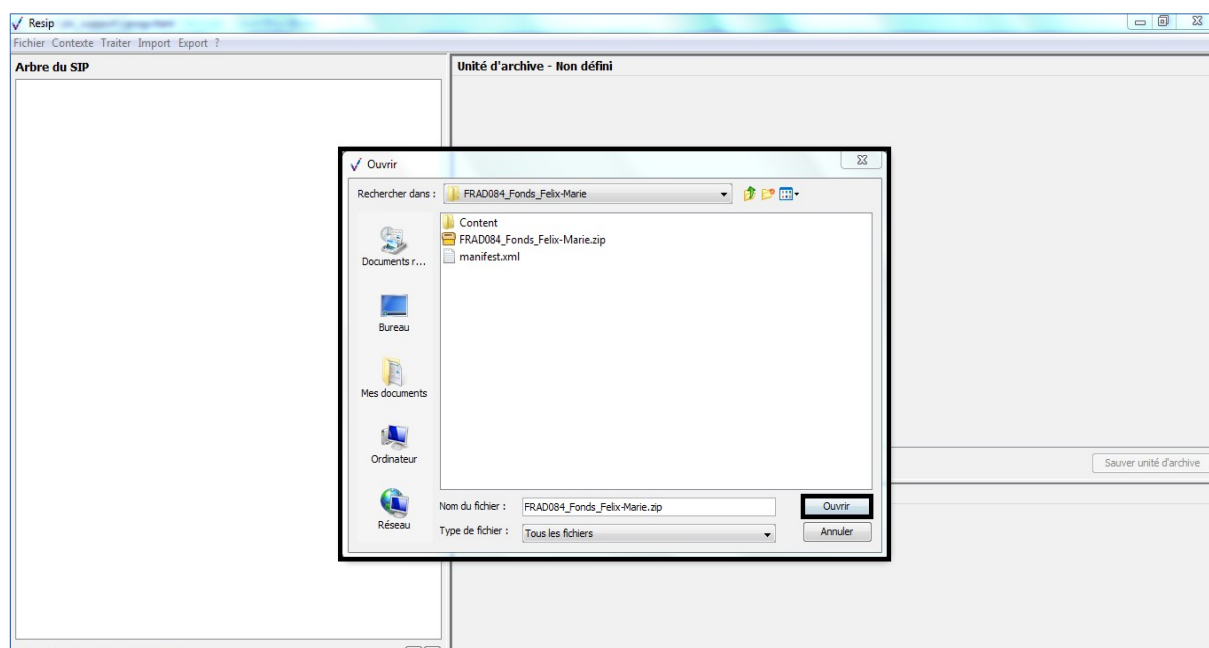 Resip
Fichier Contexte Traiter Import Export ?
Arbre du SIP
Unité d'archive - Non défini
Ouvrir
Rechercher dans :
FRAD084_Fonds_Felix-Marie
Content
FRAD084_Fonds_Felix-Marie.zip
manifest.xml
Documents r...
Bureau
Mes documents
Ordinateur
Réseau
Nom du fichier :
FRAD084_Fonds_Felix-Marie.zip
Ouvrir
Type de fichier :
Tous les fichiers
Annuler
Sauver unité d'archive